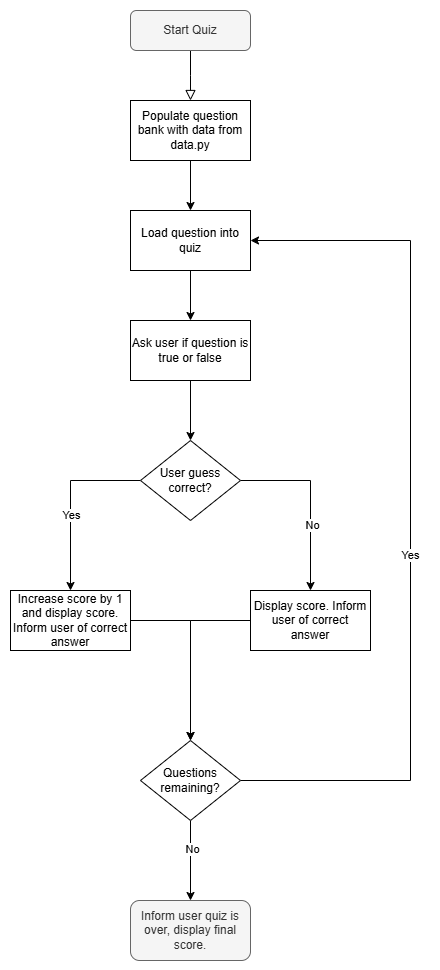 Start Quiz
Populate question
bank with data from
data.py
Load question into
quiz
Ask user if question is
true or false
User guess
correct?
Yes
No
Increase score by 1
and display score.
Inform user of correct
answer
Display score. Inform
user of correct
answer
Yes
Questions
remaining?
No
Inform user quiz is
over, display final
score.